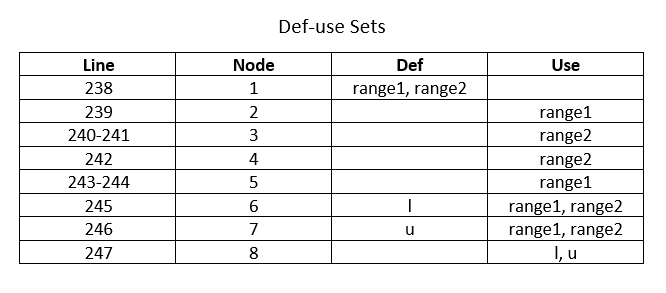 Def-use Sets
Line Node Def Use
238 1 range1, range2
239 2 range1
240-241 3 range2
242 4 range2
243-244 5 range1
245 6 l range1, range2
246 7 u range1, range2
247 8 l, u